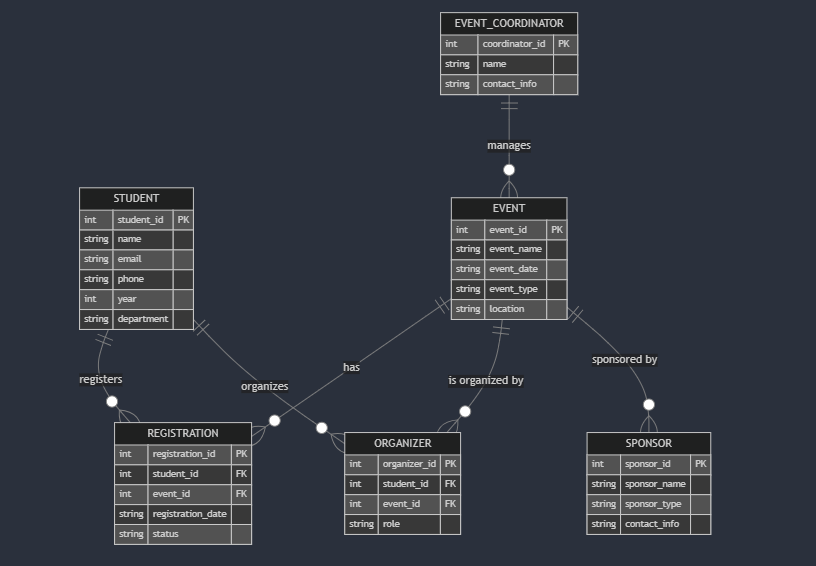 EVENT_COORDINATOR
int coordinator_id PK
string name
string contact_info
manages
STUDENT
int student_id PK
string name
string email
string phone
int year
string department
EVENT
int event_id PK
string event_name
string event_date
string event_type
string location
registers
organizes
has
is organized by
sponsored by
REGISTRATION
int registration_id PK
int student_id FK
int event_id FK
string registration_date
string status
ORGANIZER
int organizer_id PK
int student_id FK
int event_id FK
string role
SPONSOR
int sponsor_id PK
string sponsor_name
string sponsor_type
string contact_info